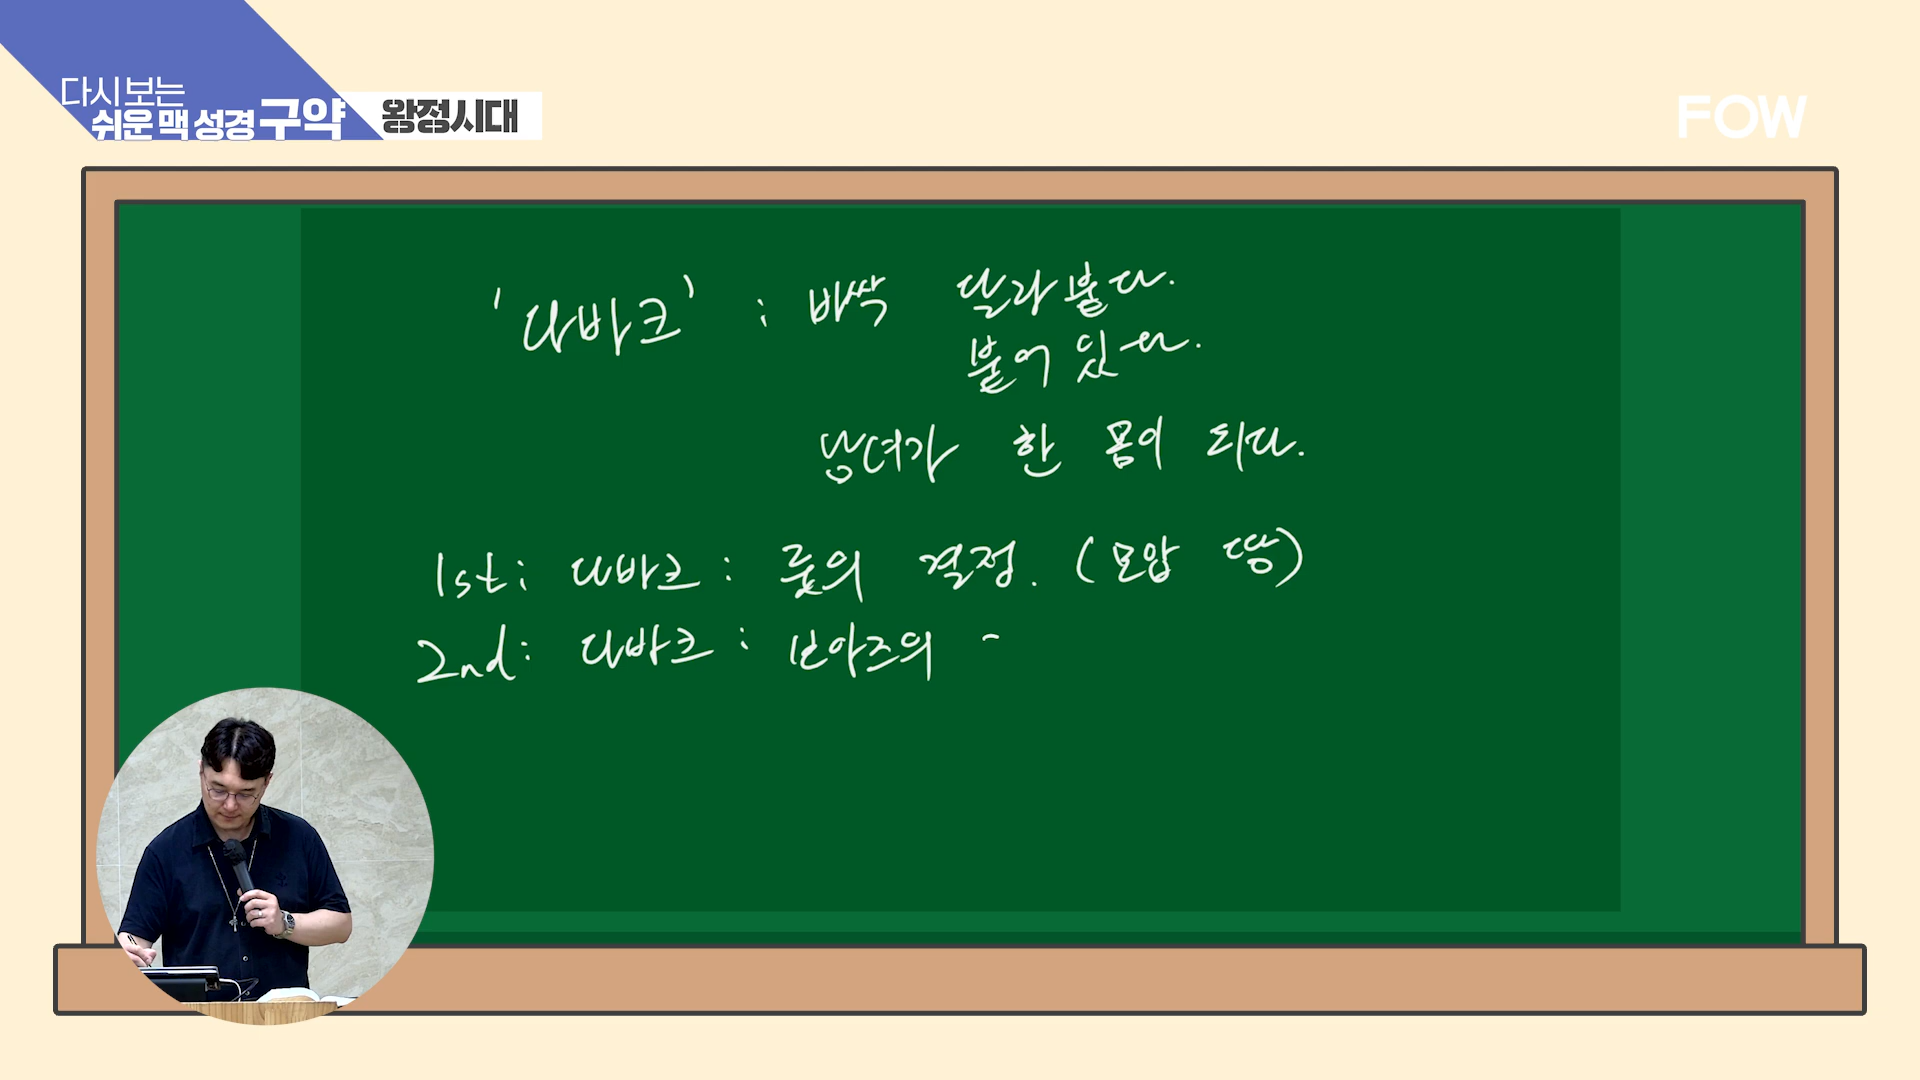 다시 보는
쉬운 맥 성경 구약
왕정시대
FOW
'다바크' : 바싹 달라붙다.
붙어 있다.
남녀가 한 몸이 되다.
1st : 다바크 : 룻의 결정. (모압 땅)
2nd : 다바크 : 보아즈의